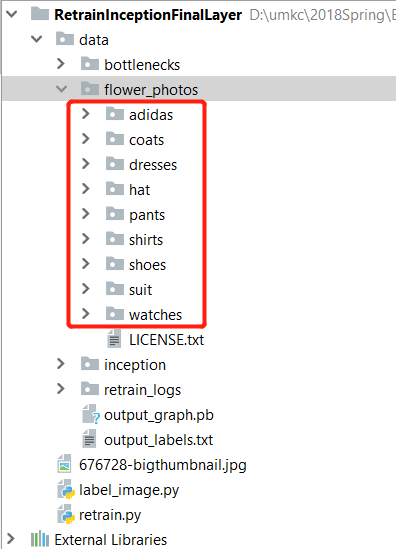 RetrainInceptionFinalLayer D:\umkc\2018Spring\
data
bottlenecks
flower_photos
adidas
coats
dresses
hat
pants
shirts
shoes
suit
watches
LICENSE.txt
inception
retrain_logs
output_graph.pb
output_labels.txt
676728-bigthumbnail.jpg
label_image.py
retrain.py
External Libraries